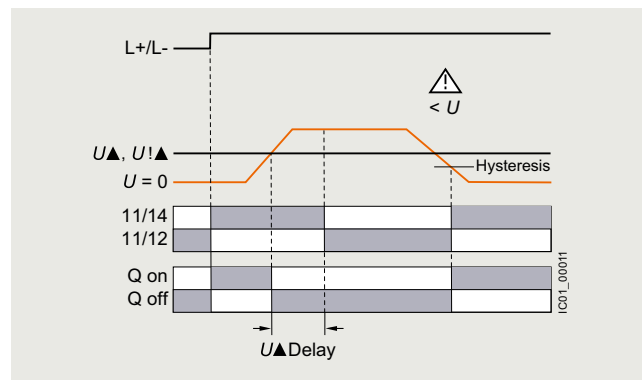 L+/L-
< U
U▲, U!▲
Hysteresis
U = 0
11/14
11/12
Q on
Q off
U▲Delay
IC01_00011